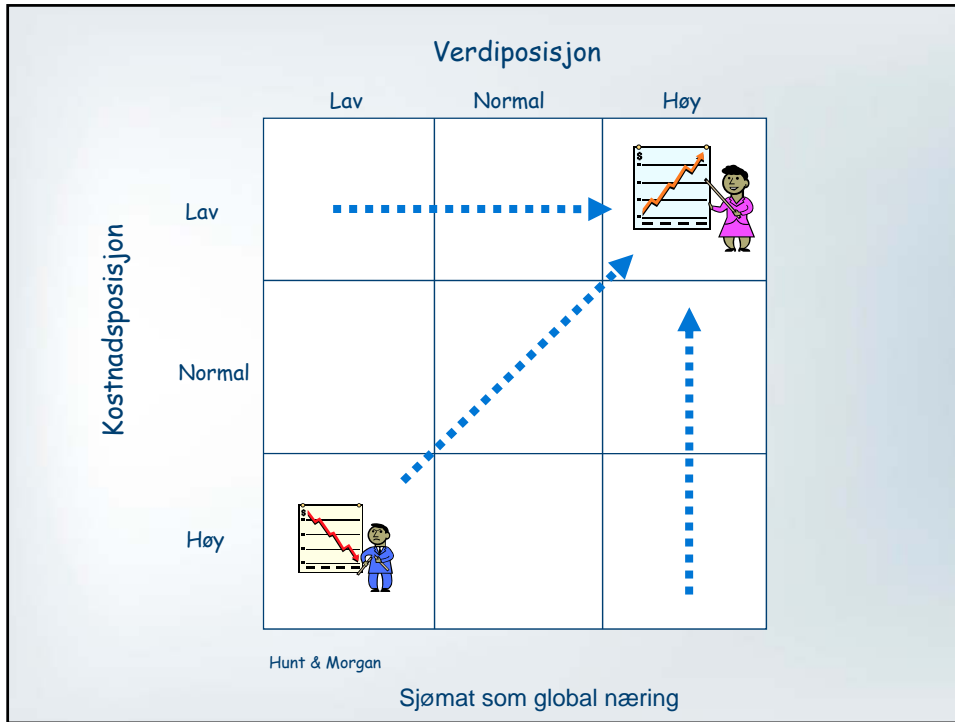 Verdiposisjon
Lav Normal Høy
Kostnadsposisjon
Lav
$
Normal
Høy
$
Hunt & Morgan
Sjømat som global næring